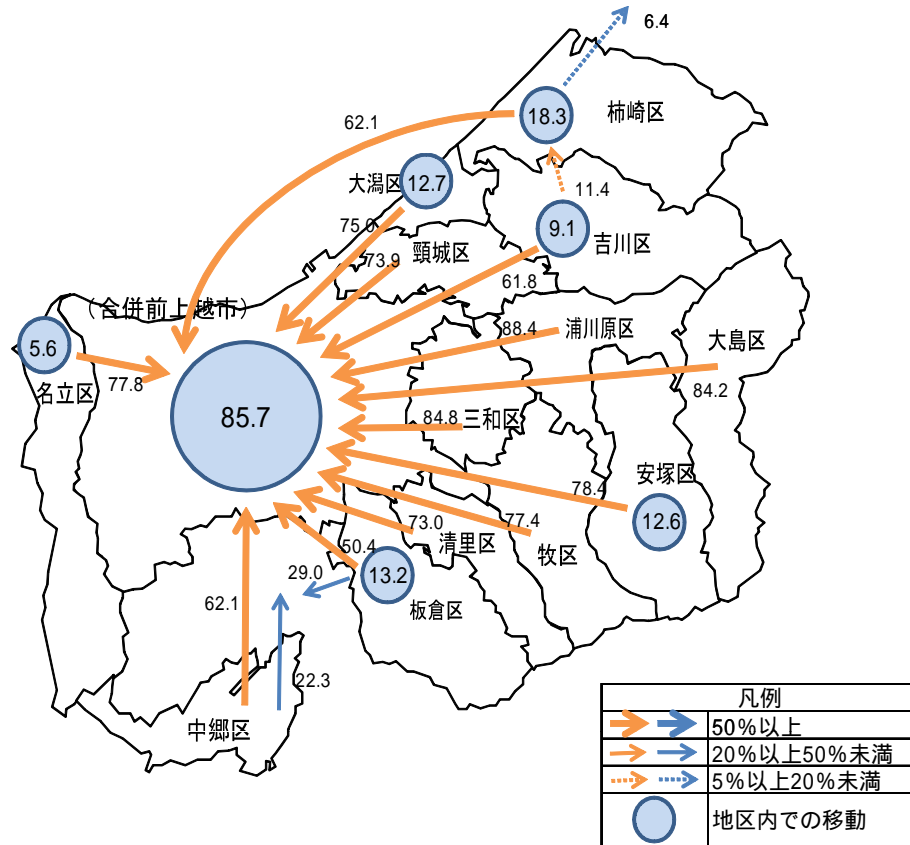 6.4
柿崎区
18.3
62.1
大潟区
12.7
11.4
75.0
9.1
吉川区
頸城区
73.9
61.8
（合併前上越市）
浦川原区
88.4
大島区
5.6
77.8
名立区
84.2
85.7
84.8
三和区
安塚区
78.4
12.6
73.0
77.4
清里区
牧区
50.4
13.2
29.0
板倉区
62.1
22.3
中郷区
凡例
50％以上
20％以上50％未満
5％以上20％未満
地区内での移動